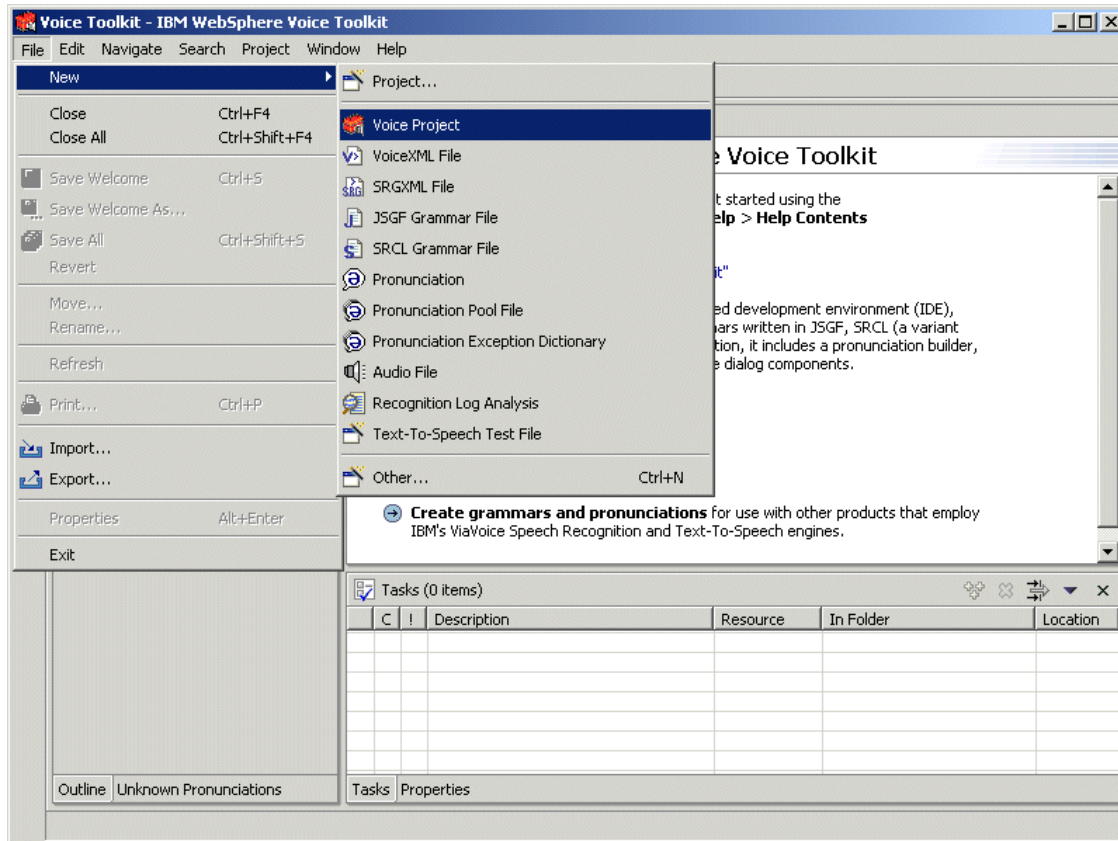 Voice Toolkit - IBM WebSphere Voice Toolkit
File Edit Navigate Search Project Window Help
New
Close Ctrl+F4
Close All Ctrl+Shift+F4
Save Welcome Ctrl+S
Save Welcome As...
Save All Ctrl+Shift+S
Revert
Move...
Rename...
Refresh
Print... Ctrl+P
Import...
Export...
Properties Alt+Enter
Exit
Project...
Voice Project
VoiceXML File
SRGXML File
JSGF Grammar File
SRCL Grammar File
Pronunciation
Pronunciation Pool File
Pronunciation Exception Dictionary
Audio File
Recognition Log Analysis
Text-To-Speech Test File
Other... Ctrl+N
Voice Toolkit
t started using the
elp > Help Contents
it"
ed development environment (IDE),
ars written in JSGF, SRCL (a variant
tion, it includes a pronunciation builder,
dialog components.
Create grammars and pronunciations for use with other products that employ
IBM's ViaVoice Speech Recognition and Text-To-Speech engines.
Tasks (0 items)
C ! Description Resource In Folder Location
Outline Unknown Pronunciations
Tasks Properties